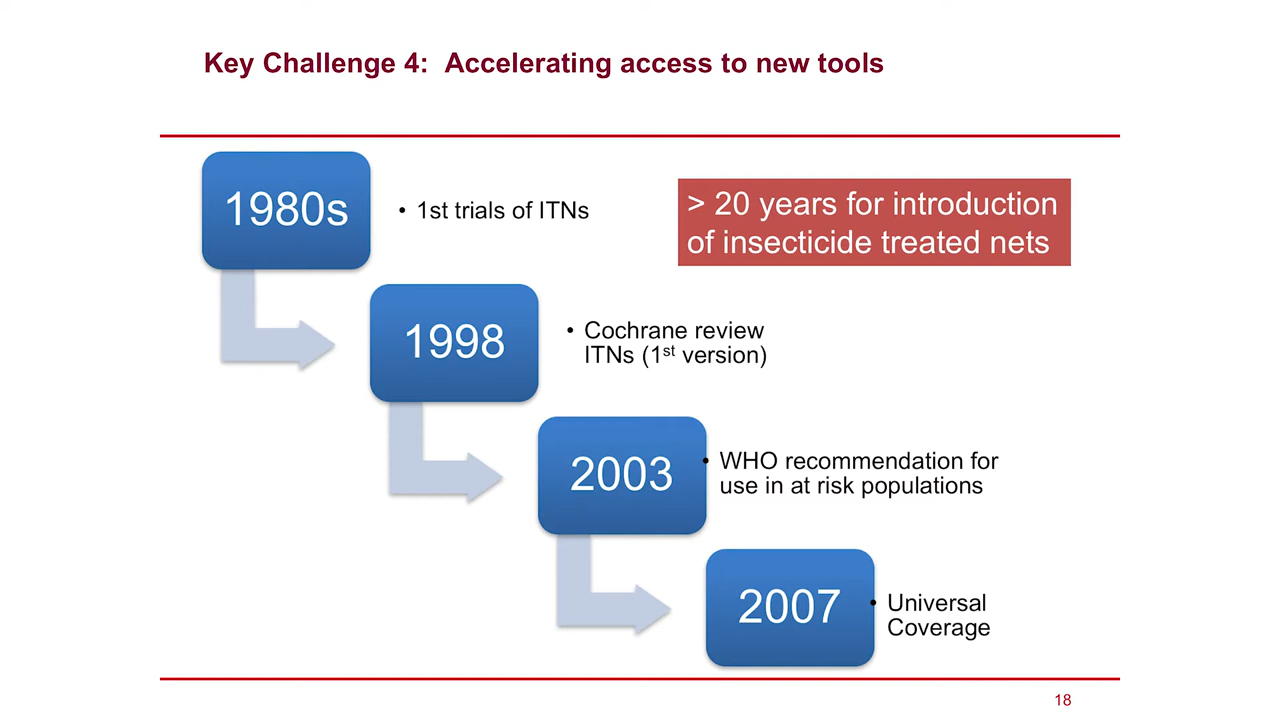 Key Challenge 4: Accelerating access to new tools
1980s
• 1st trials of ITNs
> 20 years for introduction
of insecticide treated nets
1998
• Cochrane review
ITNs (1st version)
2003
• WHO recommendation for
use in at risk populations
2007
• Universal
Coverage
18